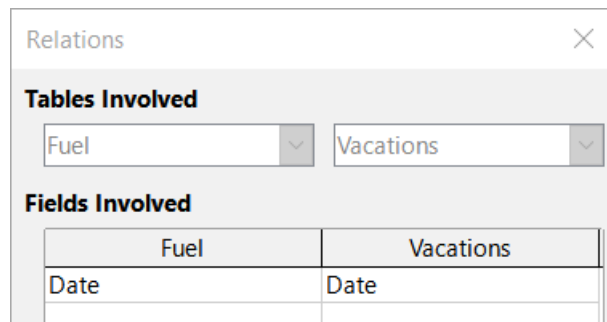 Relations
Tables Involved
Fuel Vacations
Fields Involved
Fuel Vacations
Date Date